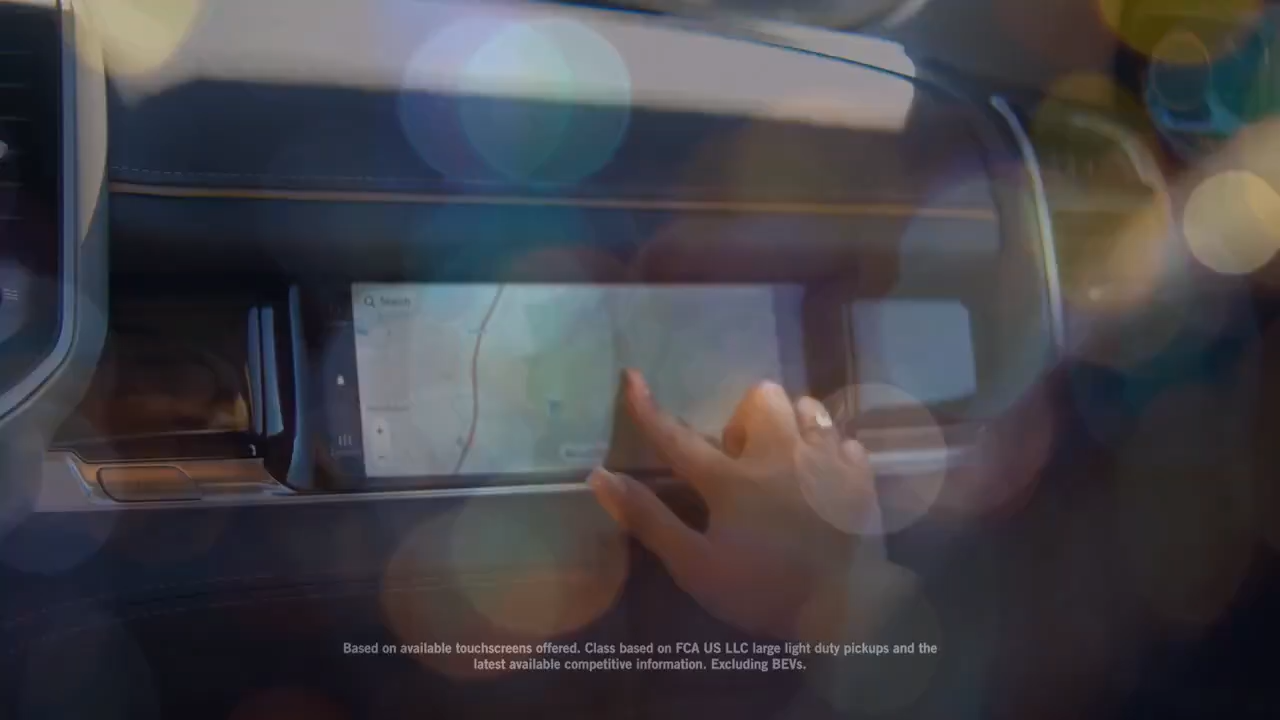 Search
Based on available touchscreens offered. Class based on FCA US LLC large light duty pickups and the
latest available competitive information. Excluding BEVs.